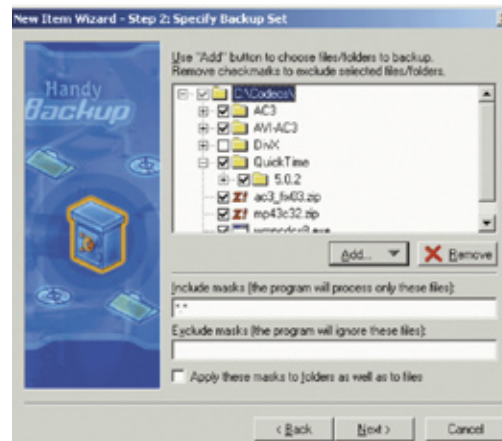 New Item Wizard - Step 2: Specify Backup Set
Handy
Backup
Use "Add" button to choose files/folders to backup.
Remove checkmarks to exclude selected files/folders.
C:\Codecs\
AC3
AVI-AC3
DivX
QuickTime
5.0.2
ac3_fix03.zip
mp43c32.zip
Add...
Remove
Include masks (the program will process only these files):
*.*
Exclude masks (the program will ignore these files):
Apply these masks to folders as well as to files
< Back
Next >
Cancel